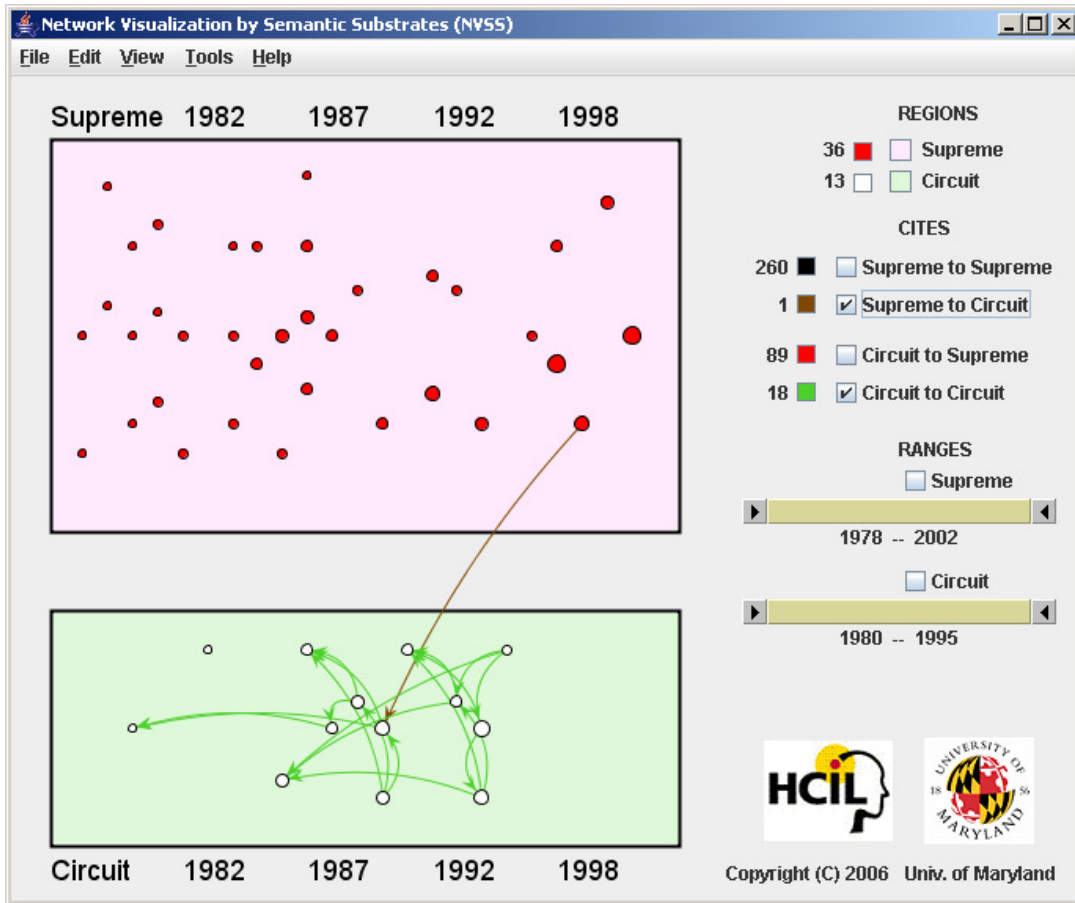 Network Visualization by Semantic Substrates (NVSS)
File Edit View Tools Help
Supreme 1982 1987 1992 1998
REGIONS
36 Supreme
13 Circuit
CITES
260 Supreme to Supreme
1 Supreme to Circuit
89 Circuit to Supreme
18 Circuit to Circuit
RANGES
Supreme
1978 -- 2002
Circuit
1980 -- 1995
HCIL
UNIVERSITY OF
18 56
MARYLAND
Circuit 1982 1987 1992 1998
Copyright (C) 2006 Univ. of Maryland